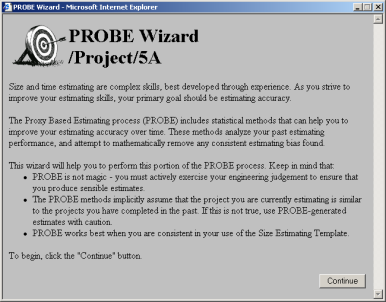 PROBE Wizard - Microsoft Internet Explorer
PROBE Wizard
/Project/5A
Size and time estimating are complex skills, best developed through experience. As you strive to
improve your estimating skills, your primary goal should be estimating accuracy.
The Proxy Based Estimating process (PROBE) includes statistical methods that can help you to
improve your estimating accuracy over time. These methods analyze your past estimating
performance, and attempt to mathematically remove any consistent estimating bias found.
This wizard will help you to perform this portion of the PROBE process. Keep in mind that:
• PROBE is not magic - you must actively exercise your engineering judgement to ensure that
you produce sensible estimates.
• The PROBE methods implicitly assume that the project you are currently estimating is similar
to the projects you have completed in the past. If this is not true, use PROBE-generated
estimates with caution.
• PROBE works best when you are consistent in your use of the Size Estimating Template.
To begin, click the "Continue" button.
Continue